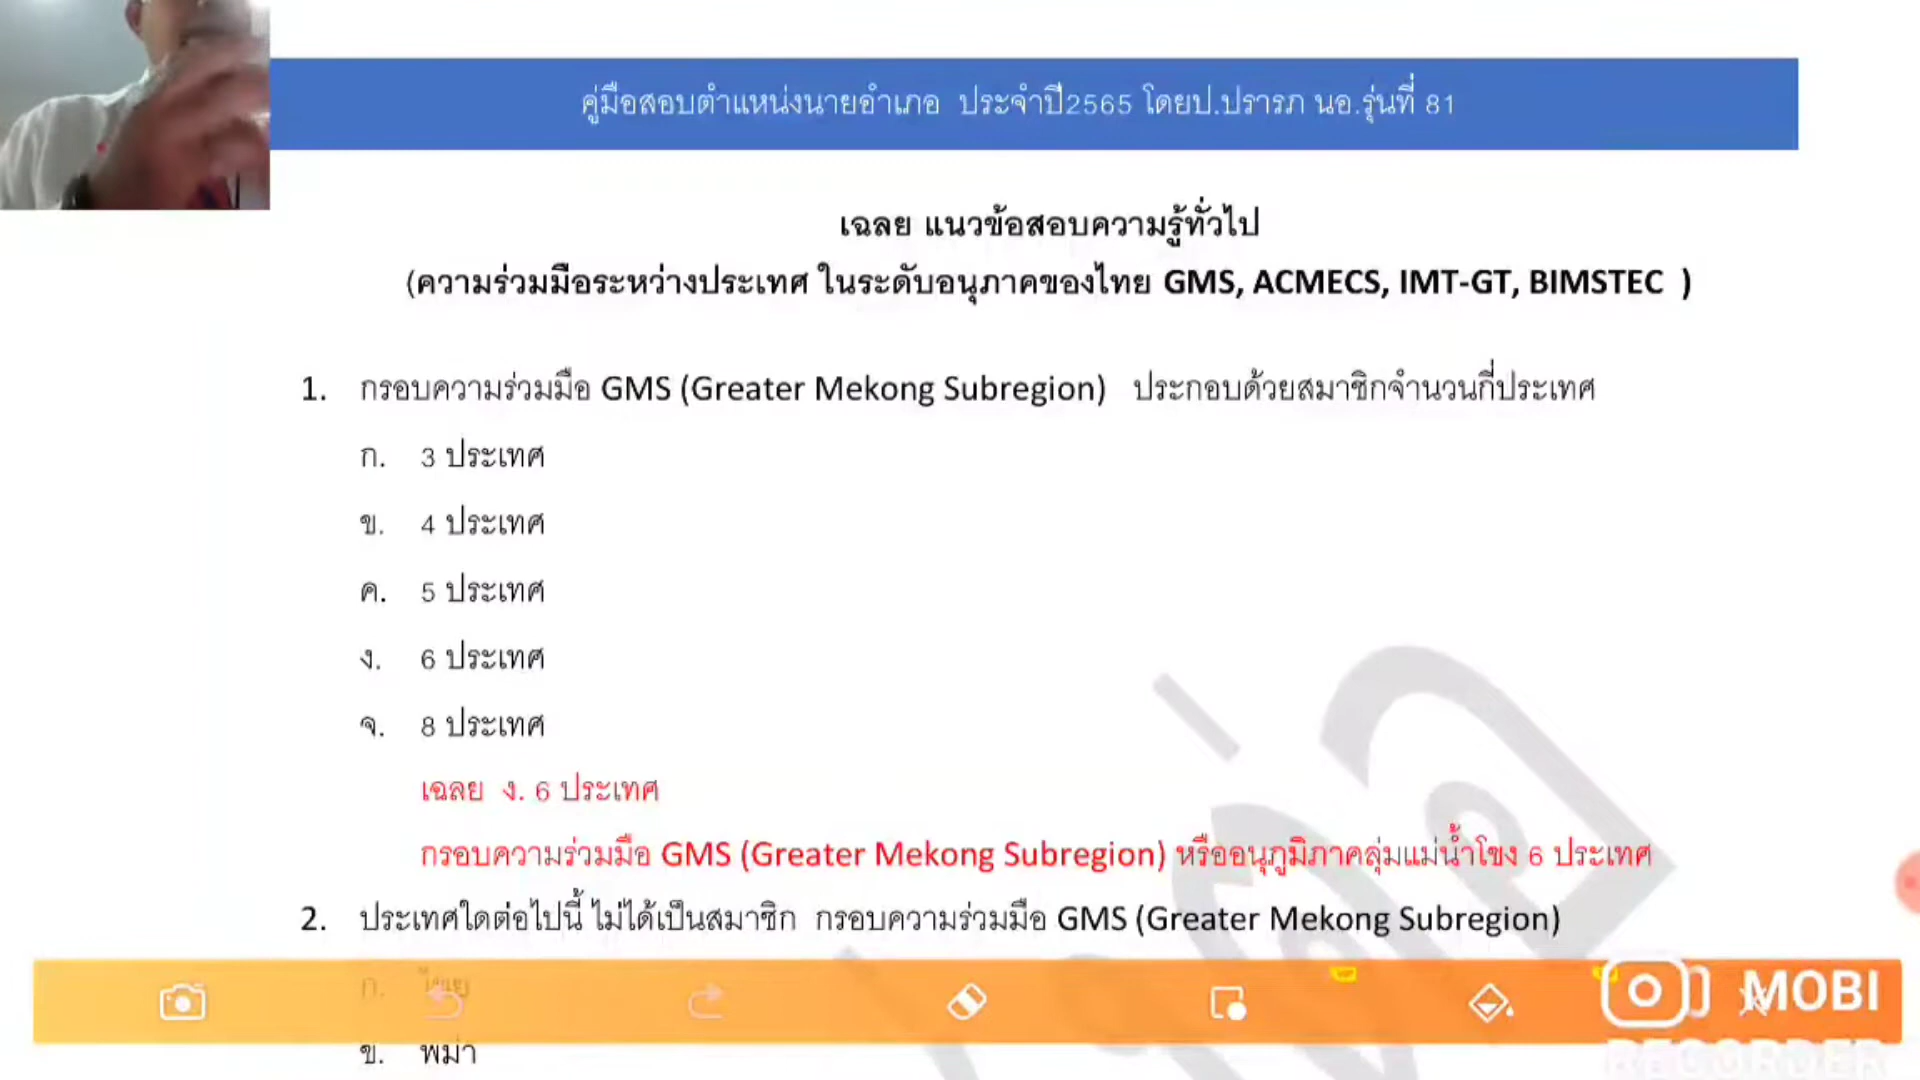 คู่มือสอบตำแหน่งนายอำเภอ ประจำปี2565 โดยป.ปรารภ นอ.รุ่นที่ 81
เฉลย แนวข้อสอบความรู้ทั่วไป
(ความร่วมมือระหว่างประเทศ ในระดับอนุภาคของไทย GMS, ACMECS, IMT-GT, BIMSTEC )
1. กรอบความร่วมมือ GMS (Greater Mekong Subregion) ประกอบด้วยสมาชิกจำนวนกี่ประเทศ
ก. 3 ประเทศ
ข. 4 ประเทศ
ค. 5 ประเทศ
ง. 6 ประเทศ
จ. 8 ประเทศ
เฉลย ง. 6 ประเทศ
กรอบความร่วมมือ GMS (Greater Mekong Subregion) หรืออนุภูมิภาคลุ่มแม่น้ำโขง 6 ประเทศ
2. ประเทศใดต่อไปนี้ ไม่ได้เป็นสมาชิก กรอบความร่วมมือ GMS (Greater Mekong Subregion)
ก. ไทย
ข. พม่า
MOBI
RECORDER